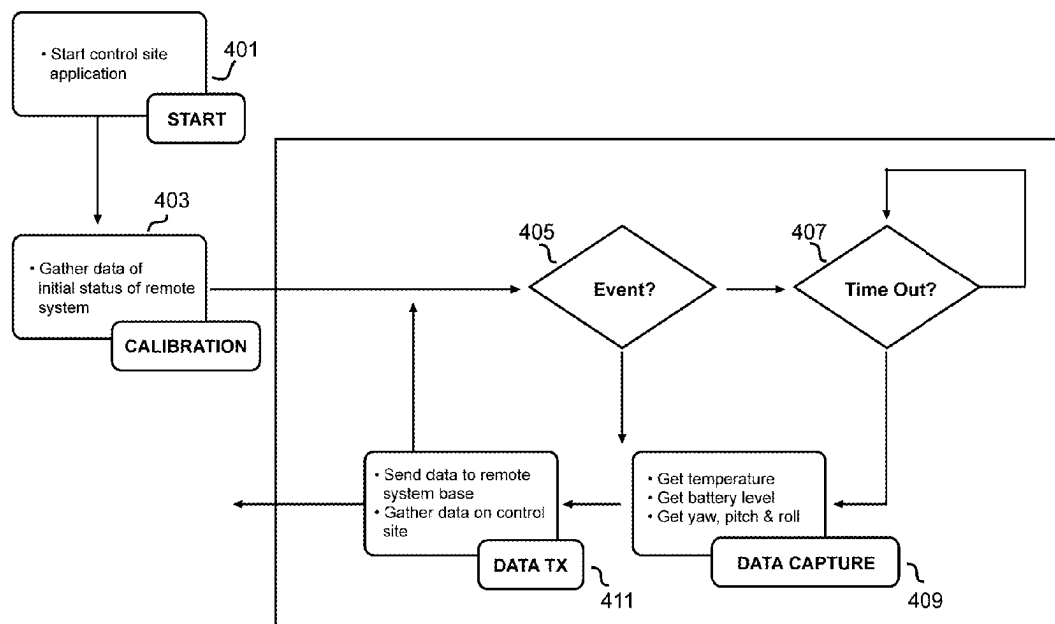 • Start control site
application
401
START
403
• Gather data of
initial status of remote
system
CALIBRATION
405
Event?
407
Time Out?
• Send data to remote
system base
• Gather data on control
site
DATA TX
411
• Get temperature
• Get battery level
• Get yaw, pitch & roll
DATA CAPTURE
409